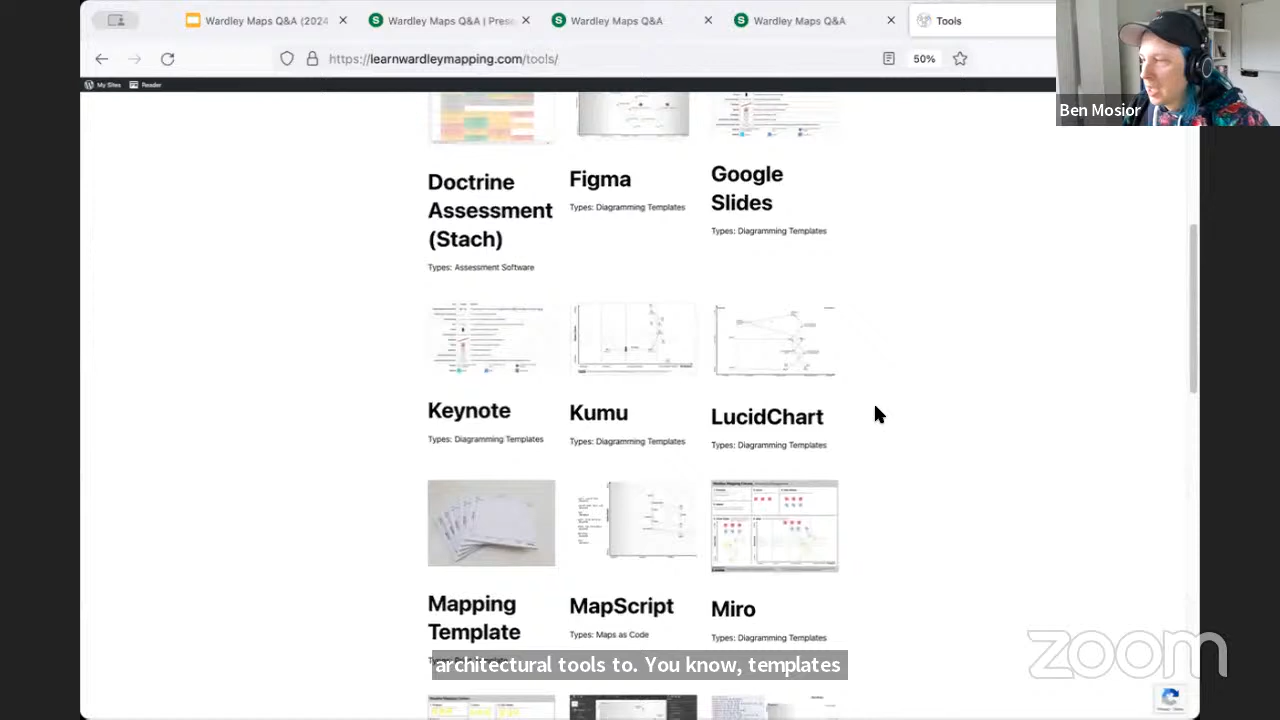 Wardley Maps Q&A (2024
Wardley Maps Q&A | Prese
Wardley Maps Q&A
Wardley Maps Q&A
Tools
https://learnwardleymapping.com/tools/
50%
My Sites
Reader
Ben Mosior
Doctrine
Assessment
(Stach)
Types: Assessment Software
Figma
Types: Diagramming Templates
Google
Slides
Types: Diagramming Templates
Keynote
Types: Diagramming Templates
Kumu
Types: Diagramming Templates
LucidChart
Types: Diagramming Templates
Mapping
Template
MapScript
Types: Maps as Code
Miro
Types: Diagramming Templates
architectural tools to. You know, templates
zoom